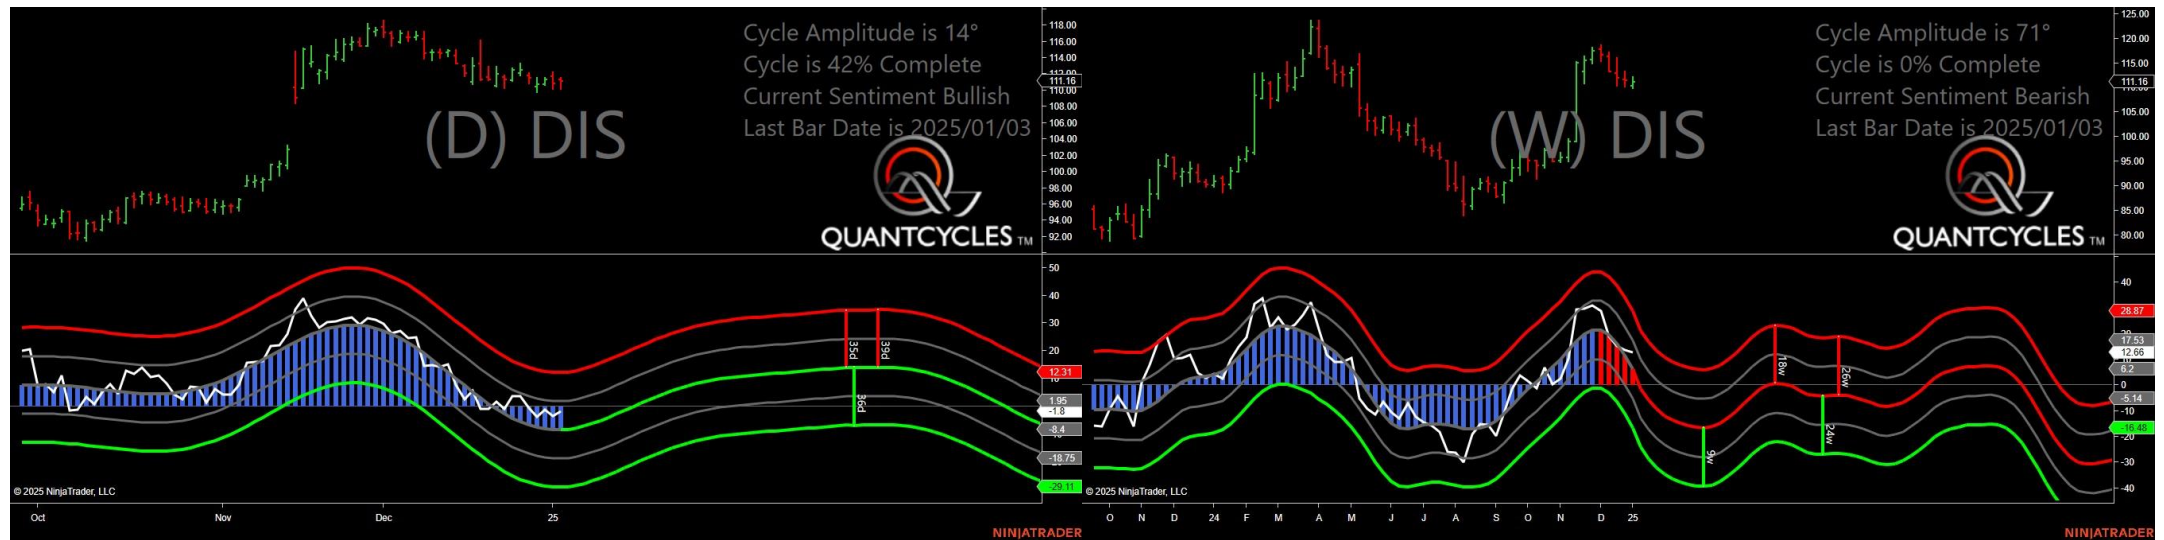 Cycle Amplitude is 14°
Cycle is 42% Complete
Current Sentiment Bullish
Last Bar Date is 2025/01/03
(D) DIS
QUANTCYCLES TM
118.00
116.00
114.00
112.00
111.16
110.00
108.00
106.00
104.00
102.00
100.00
98.00
96.00
94.00
92.00
50
40
30
20
12.31
1.95
-1.8
-8.4
-18.75
-29.11
35d
39d
36d
© 2025 NinjaTrader, LLC
Oct
Nov
Dec
25
NINJATRADER
Cycle Amplitude is 71°
Cycle is 0% Complete
Current Sentiment Bearish
Last Bar Date is 2025/01/03
(W) DIS
QUANTCYCLES TM
125.00
120.00
115.00
111.16
105.00
100.00
95.00
90.00
85.00
80.00
40
28.87
17.53
12.66
6.2
0
-5.14
-10
-16.48
-20
-30
-40
18w
26w
24w
9w
© 2025 NinjaTrader, LLC
O N D 24 F M A M J J A S O N D 25
NINJATRADER